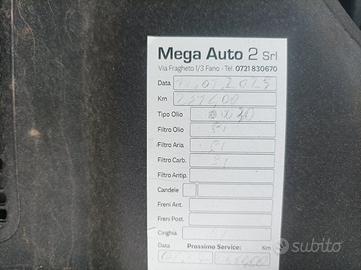 Mega Auto 2 Srl
Via Fragheto 1/3 Fano - Tel. 0721 830670
Data
Km
Tipo Olio
Filtro Olio
Filtro Aria
Filtro Carb.
Filtro Antip.
Candele
Freni Ant.
Freni Post.
Cinghia
Data Prossimo Service: Km
subito